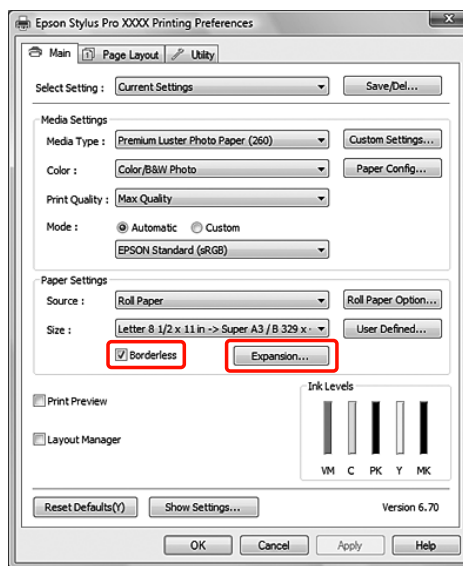 Epson Stylus Pro XXXX Printing Preferences
Main Page Layout Utility
Select Setting : Current Settings Save/Del...
Media Settings
Media Type : Premium Luster Photo Paper (260) Custom Settings...
Color : Color/B&W Photo Paper Config...
Print Quality : Max Quality
Mode : Automatic Custom
EPSON Standard (sRGB)
Paper Settings
Source : Roll Paper Roll Paper Option...
Size : Letter 8 1/2 x 11 in -> Super A3 / B 329 x User Defined...
Borderless Expansion...
Print Preview
Layout Manager
Ink Levels
VM C PK Y MK
Reset Defaults(Y) Show Settings... Version 6.70
OK Cancel Apply Help